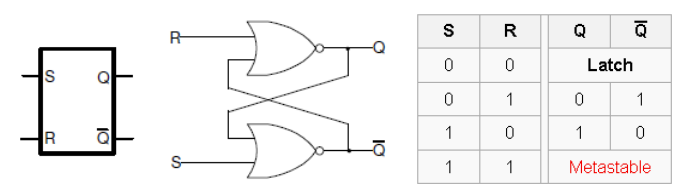 S Q
R Q̅
R Q
S Q̅
S R Q Q̅
0 0 Latch
0 1 0 1
1 0 1 0
1 1 Metastable